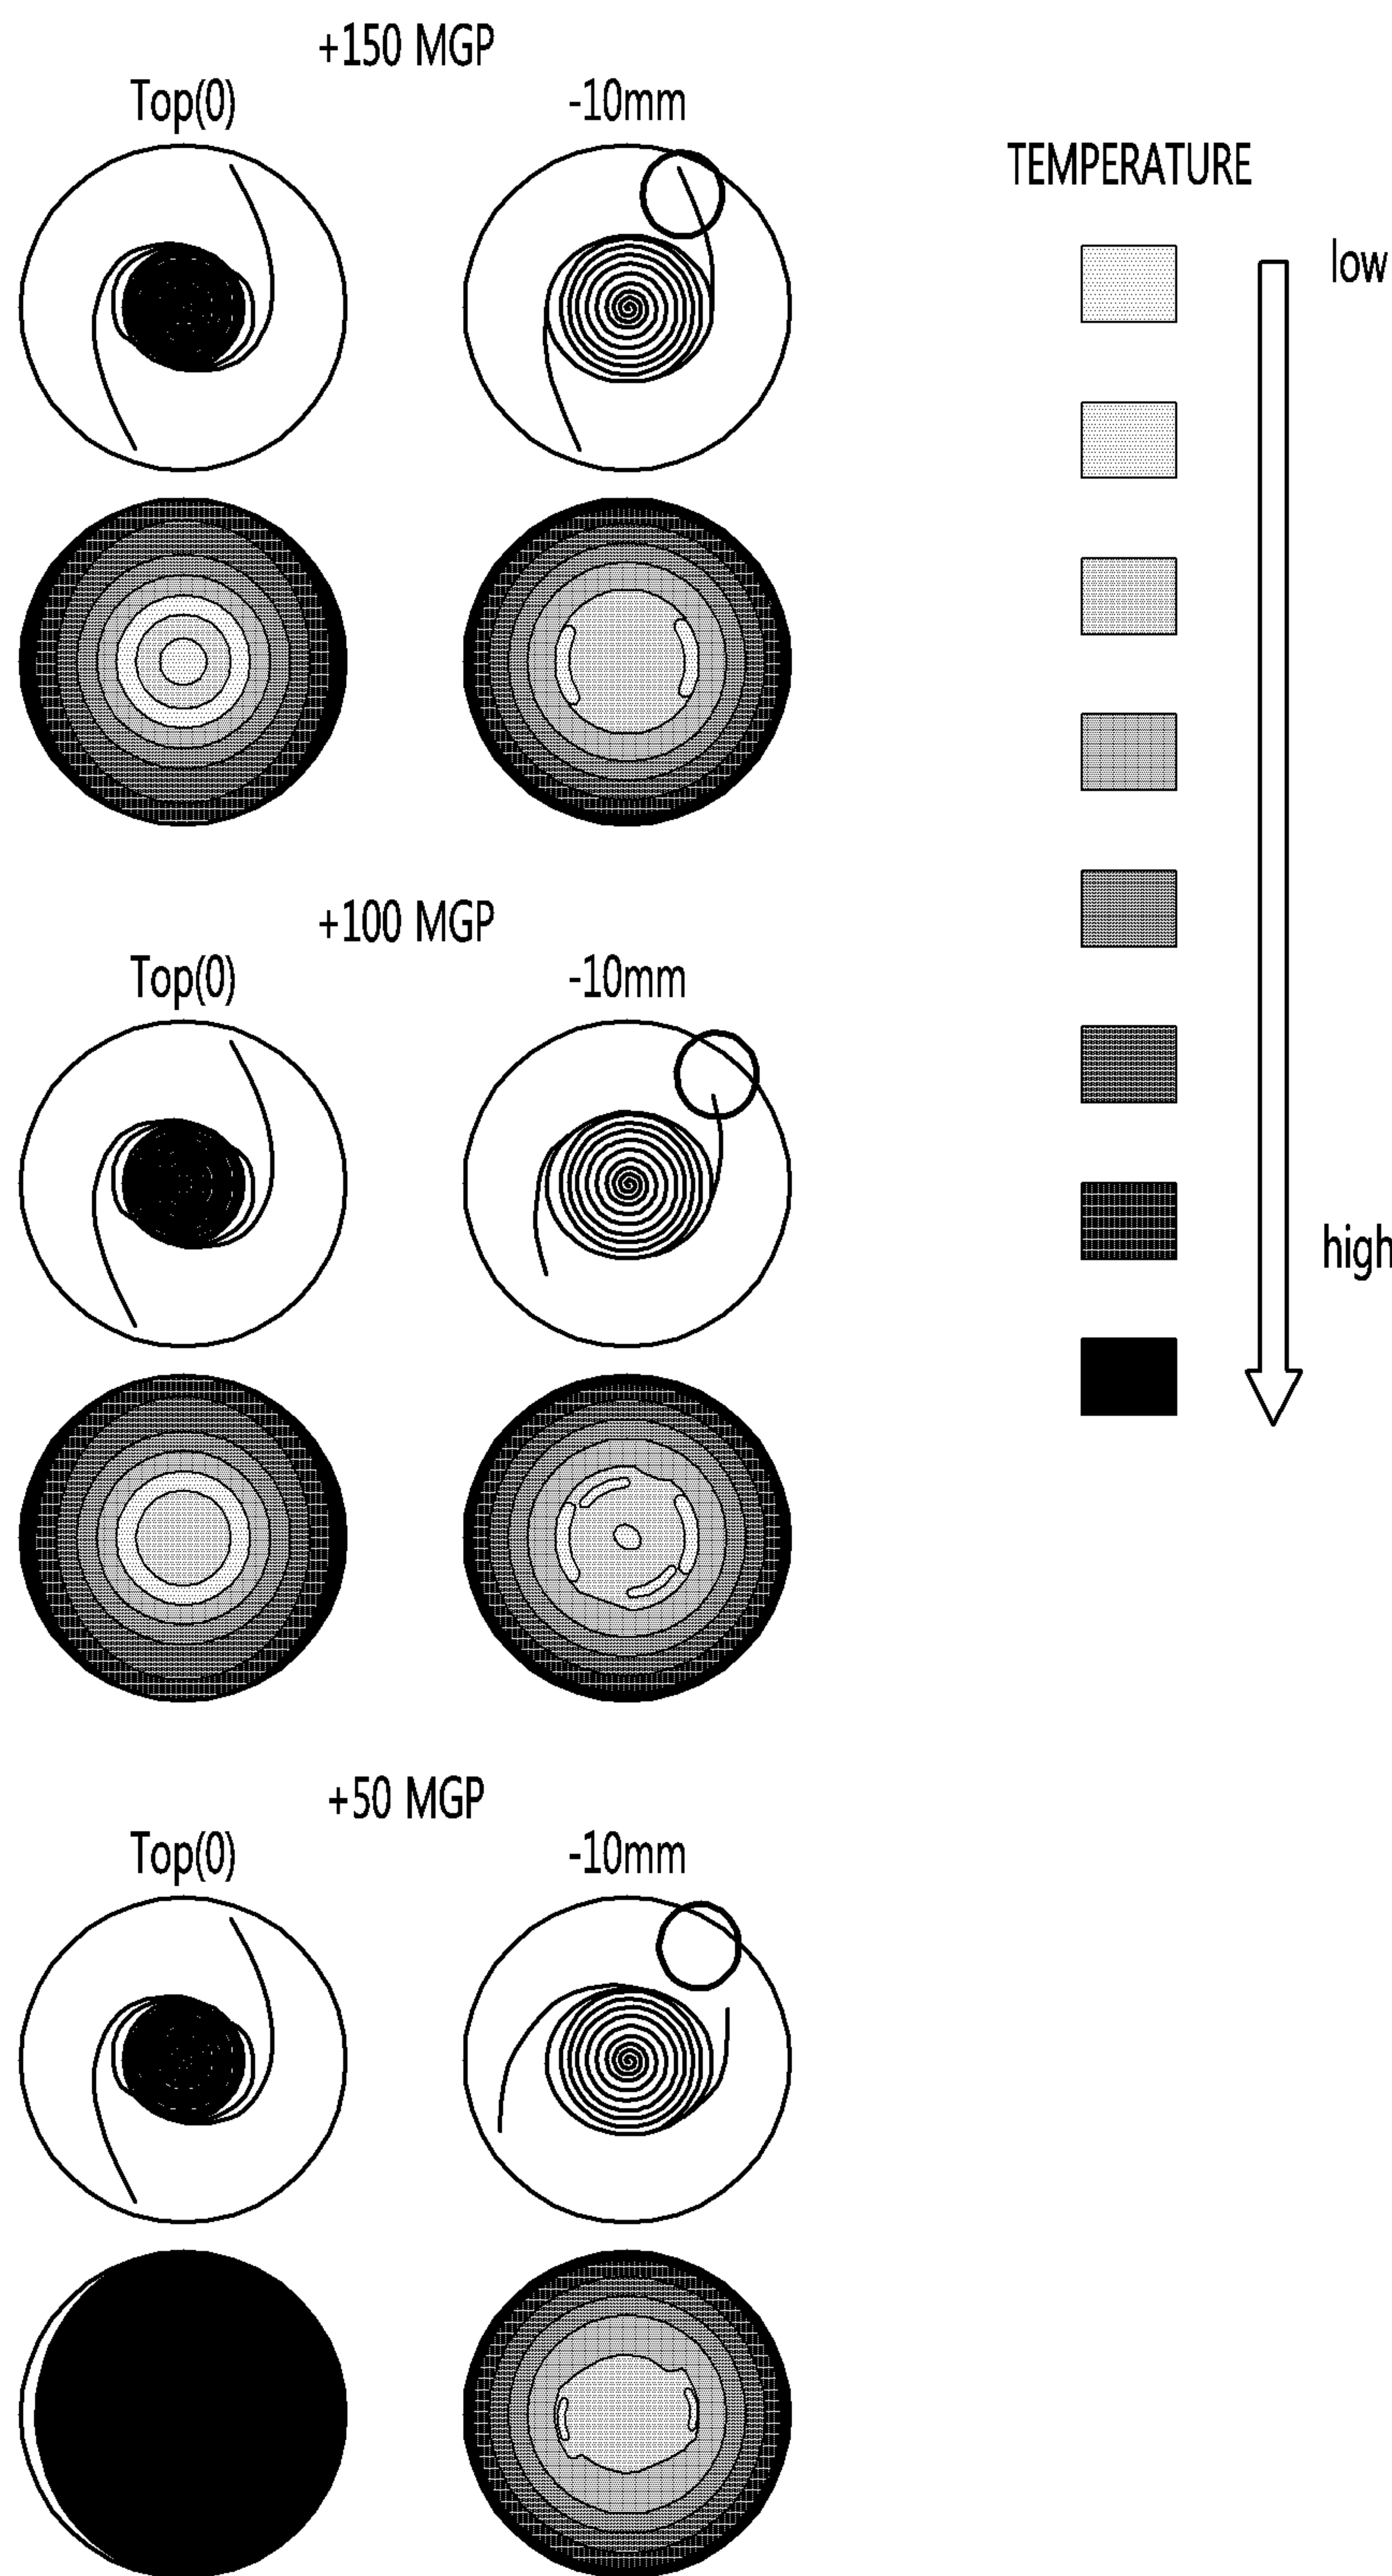 +150 MGP
Top(0)
-10mm
TEMPERATURE
low
high
+100 MGP
Top(0)
-10mm
+50 MGP
Top(0)
-10mm